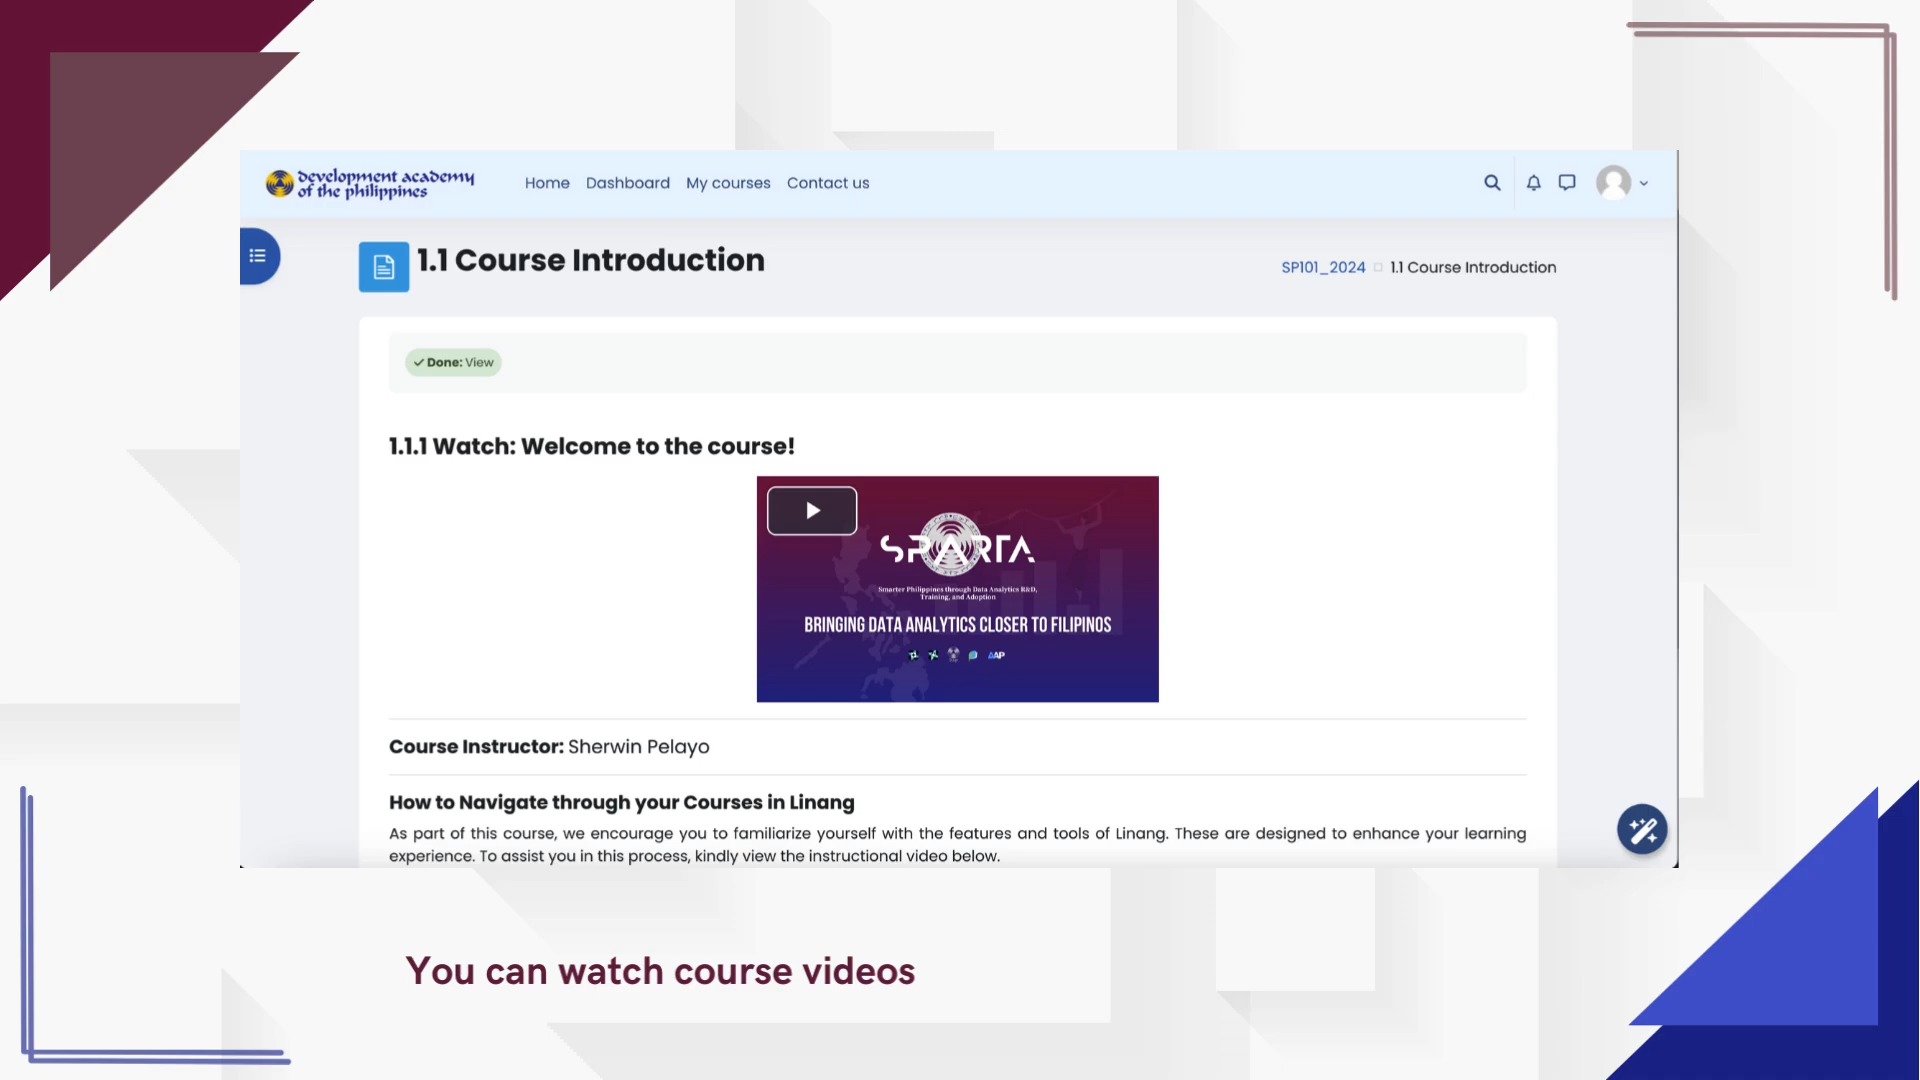 development academy
of the philippines
Home Dashboard My courses Contact us
1.1 Course Introduction
SP101_2024 1.1 Course Introduction
Done: View
1.1.1 Watch: Welcome to the course!
SPARTA
Smarter Philippines through Data Analytics R&D,
Training, and Adoption
BRINGING DATA ANALYTICS CLOSER TO FILIPINOS
AAP
Course Instructor: Sherwin Pelayo
How to Navigate through your Courses in Linang
As part of this course, we encourage you to familiarize yourself with the features and tools of Linang. These are designed to enhance your learning
experience. To assist you in this process, kindly view the instructional video below.
You can watch course videos